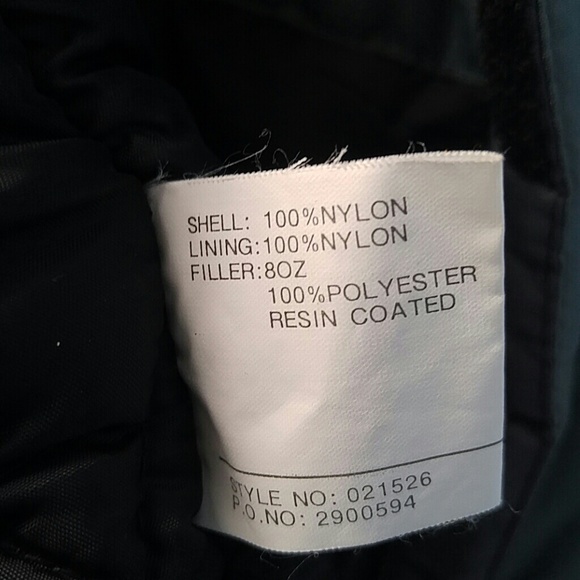 SHELL: 100%NYLON
LINING:100%NYLON
FILLER:8OZ
100%POLYESTER
RESIN COATED
STYLE NO: 021526
P.O.NO: 2900594